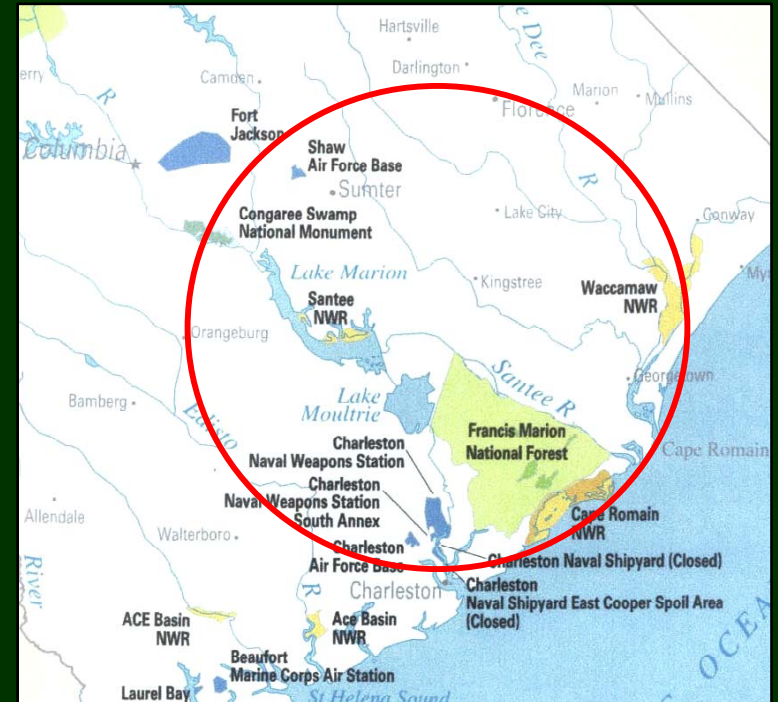 Hartsville
e Dee
Darlington
erry
Camden
R
Marion
Mullins
Florence
Fort
Jackson
Columbia
Shaw
Air Force Base
Sumter
R
Lake City
Conway
Congaree Swamp
National Monument
Lake Marion
Kingstree
Waccamaw
NWR
My
Santee
NWR
Orangeburg
Santee R
Georgetown
Lake
Moultrie
Bamberg
Edisto
Francis Marion
National Forest
Cape Romain
Charleston
Naval Weapons Station
Charleston
Naval Weapons Station
South Annex
Allendale
Walterboro
Cape Romain
NWR
Charleston
Air Force Base
Charleston Naval Shipyard (Closed)
River
R
Charleston
Charleston
Naval Shipyard East Cooper Spoil Area
(Closed)
ACE Basin
NWR
Ace Basin
NWR
OCEA
Beaufort
Marine Corps Air Station
Laurel Bay
St Helena Sound